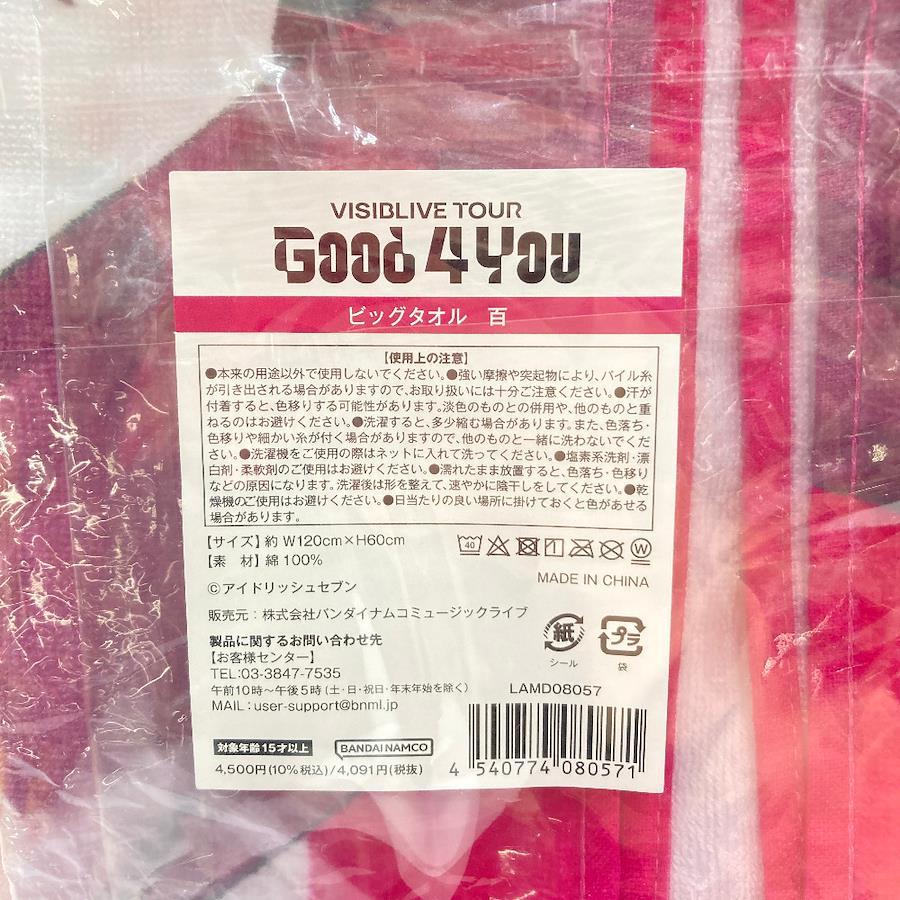 VISIBLIVE TOUR
GOOD 4 YOU
ビッグタオル 百
【使用上の注意】
●本来の用途以外で使用しないでください。●強い摩擦や突起物により、パイル糸
が引き出される場合がありますので、お取り扱いには十分ご注意ください。●汗が
付着すると、色移りする可能性があります。淡色のものとの併用や、他のものと重
ねるのはお避けください。●洗濯すると、多少縮む場合があります。また、色落ち・
色移りや細かい糸が付く場合がありますので、他のものと一緒に洗わないでくだ
さい。●洗濯機をご使用の際はネットに入れて洗ってください。●塩素系洗剤・漂
白剤・柔軟剤のご使用はお避けください。●濡れたまま放置すると、色落ち・色移り
などの原因になります。洗濯後は形を整えて、速やかに陰干しをしてください。●乾
燥機のご使用はお避けください。●日当たりの良い場所に掛けておくと色があせる
場合があります。
【サイズ】約 W120cm×H60cm
【素 材】綿 100%
40
W
MADE IN CHINA
©アイドリッシュセブン
販売元：株式会社バンダイナムコミュージックライブ
製品に関するお問い合わせ先
【お客様センター】
TEL:03-3847-7535
午前10時～午後5時(土・日・祝日・年末年始を除く)
MAIL：user-support@bnml.jp
紙
シール
プラ
袋
LAMD08057
対象年齢15才以上
BANDAI NAMCO
4,500円(10%税込)/4,091円(税抜)
4 540774 080571